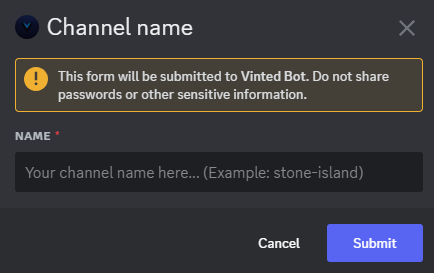 Channel name
This form will be submitted to Vinted Bot. Do not share
passwords or other sensitive information.
NAME *
Your channel name here... (Example: stone-island)
Cancel
Submit